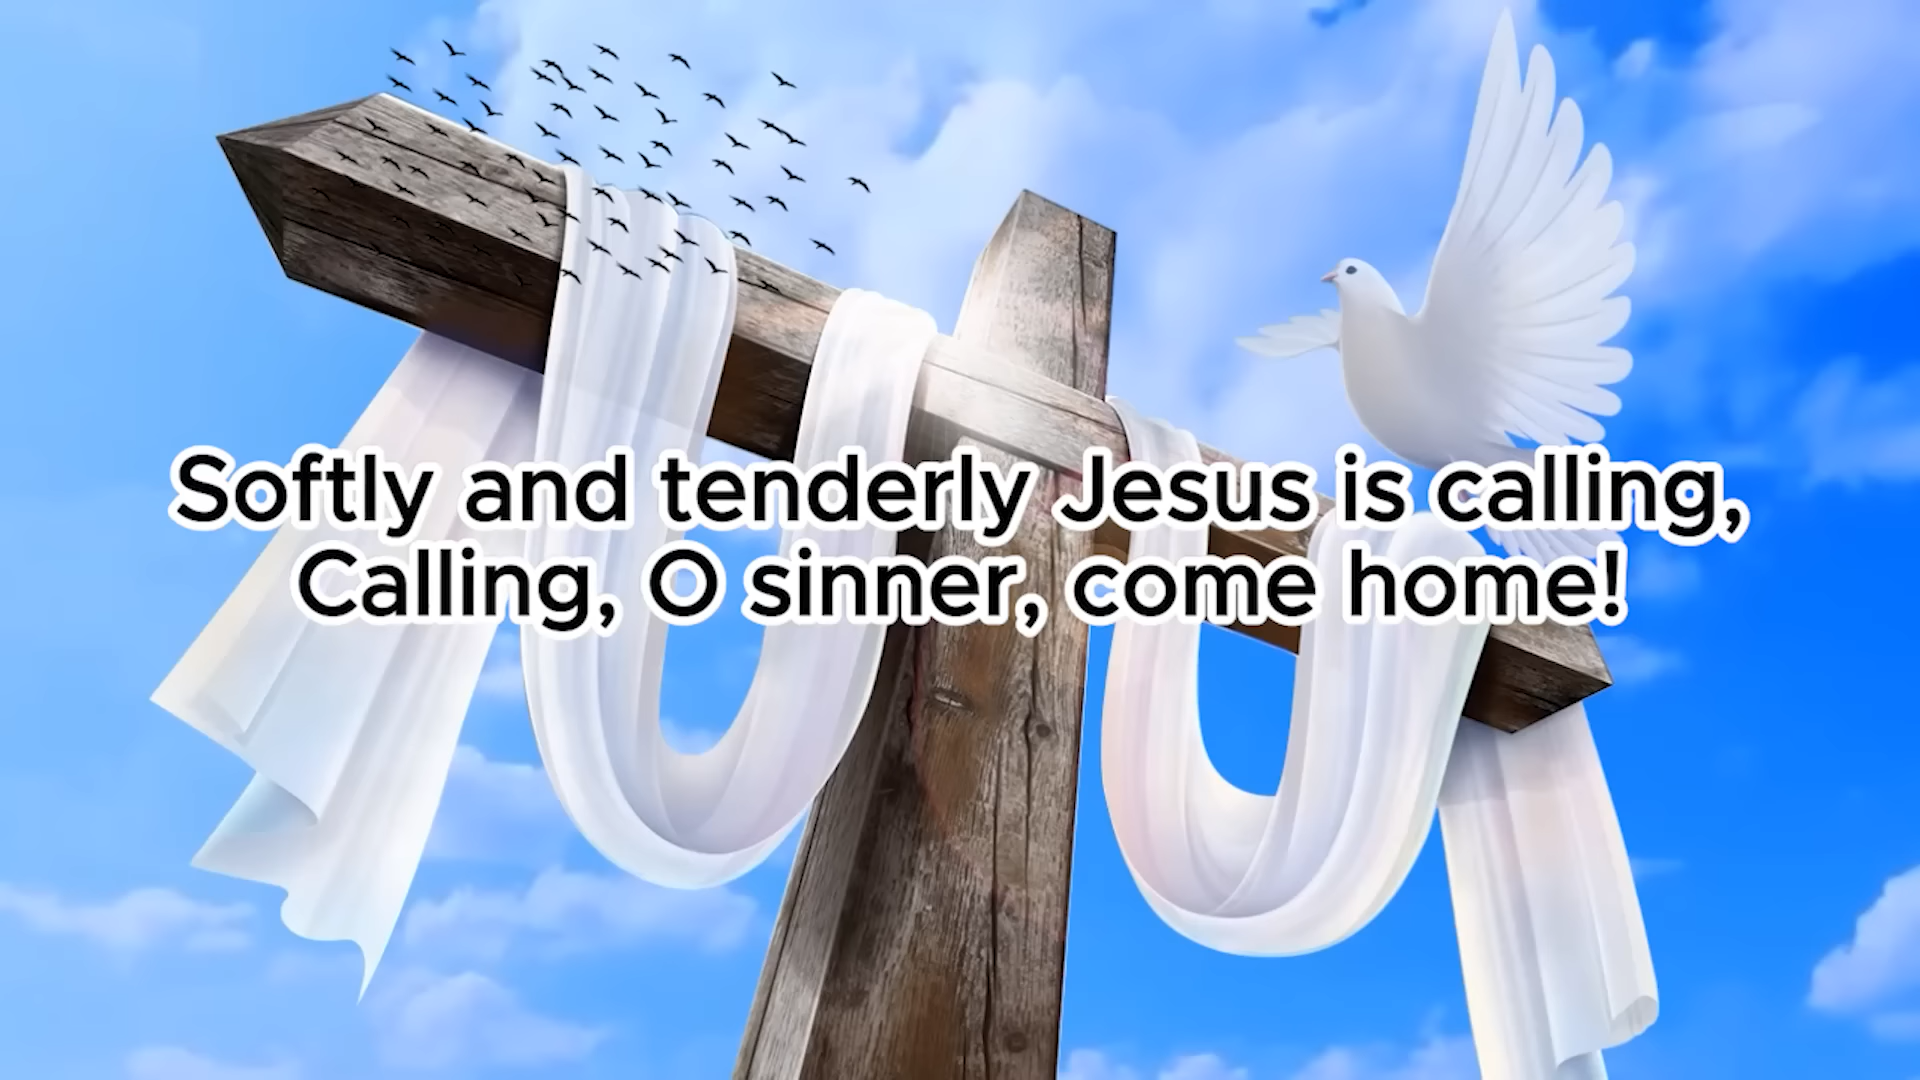 Softly and tenderly Jesus is calling,
Calling, O sinner, come home!